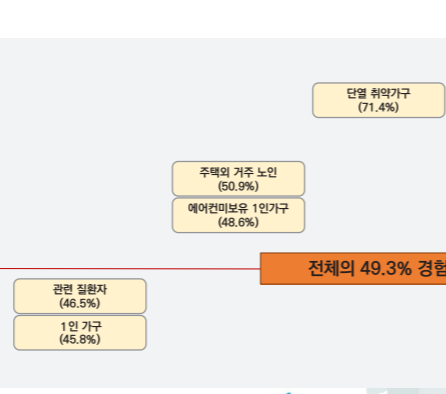 단열 취약가구
(71.4%)
주택외 거주 노인
(50.9%)
에어컨미보유 1인가구
(48.6%)
전체의 49.3% 경험
관련 질환자
(46.5%)
1인 가구
(45.8%)